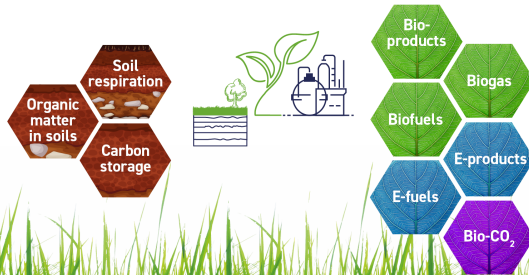 Soil
respiration
Organic
matter
in soils
Carbon
storage
Bio-
products
Biogas
Biofuels
E-products
E-fuels
Bio-CO₂